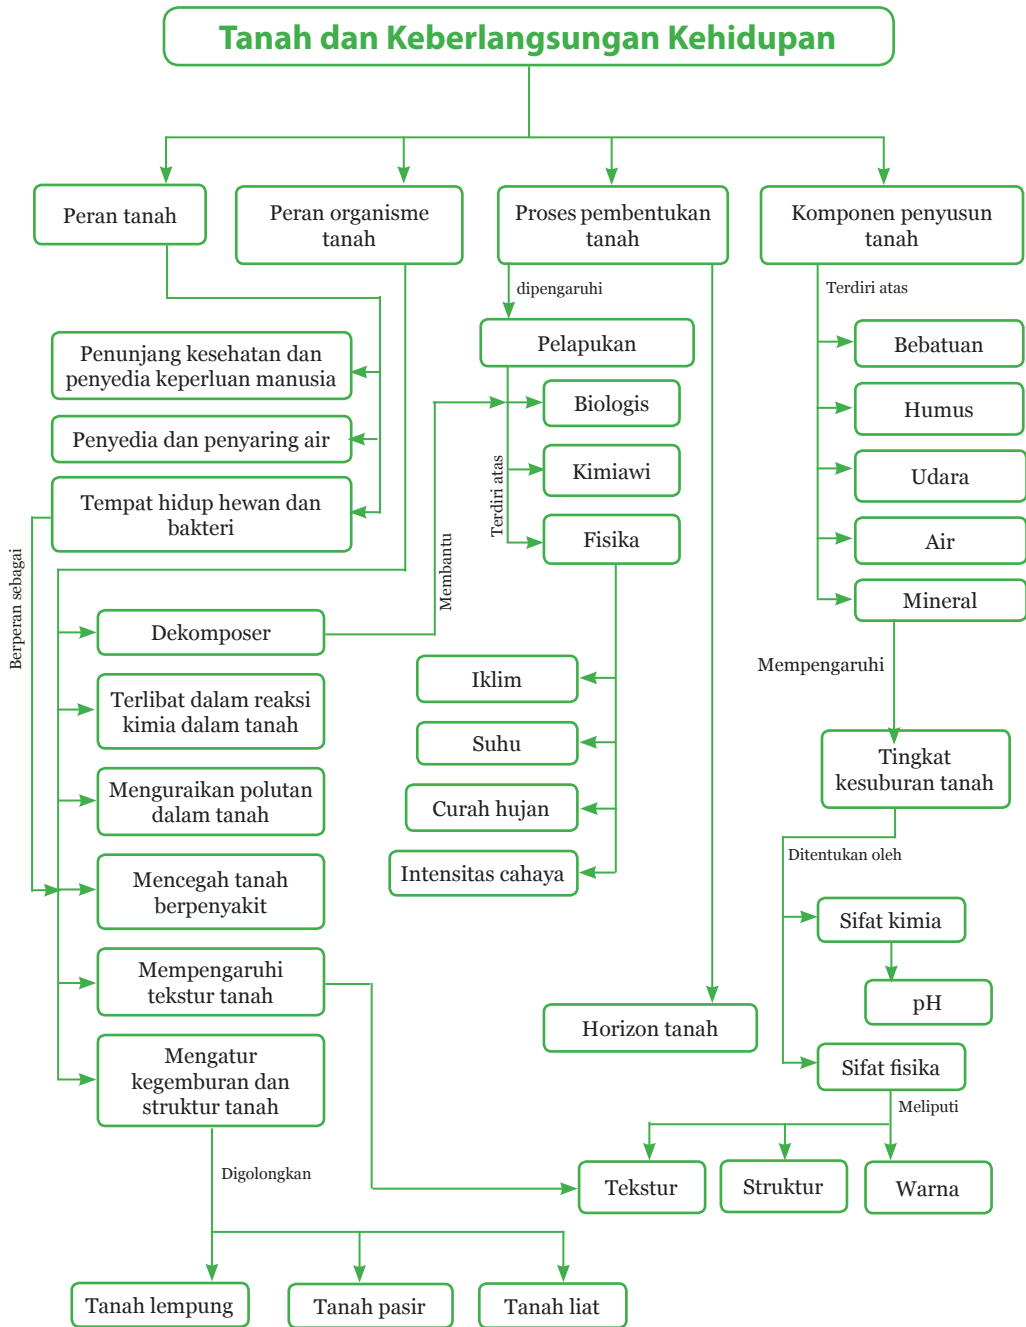 Tanah dan Keberlangsungan Kehidupan
Peran tanah
Peran organisme
tanah
Proses pembentukan
tanah
Komponen penyusun
tanah
dipengaruhi
Terdiri atas
Penunjang kesehatan dan
penyedia keperluan manusia
Penyedia dan penyaring air
Tempat hidup hewan dan
bakteri
Berperan sebagai
Dekomposer
Terlibat dalam reaksi
kimia dalam tanah
Menguraikan polutan
dalam tanah
Mencegah tanah
berpenyakit
Mempengaruhi
tekstur tanah
Mengatur
kegemburan dan
struktur tanah
Digolongkan
Tanah lempung
Tanah pasir
Tanah liat
Membantu
Pelapukan
Terdiri atas
Biologis
Kimiawi
Fisika
Iklim
Suhu
Curah hujan
Intensitas cahaya
Horizon tanah
Bebatuan
Humus
Udara
Air
Mineral
Mempengaruhi
Tingkat
kesuburan tanah
Ditentukan oleh
Sifat kimia
pH
Sifat fisika
Meliputi
Tekstur
Struktur
Warna